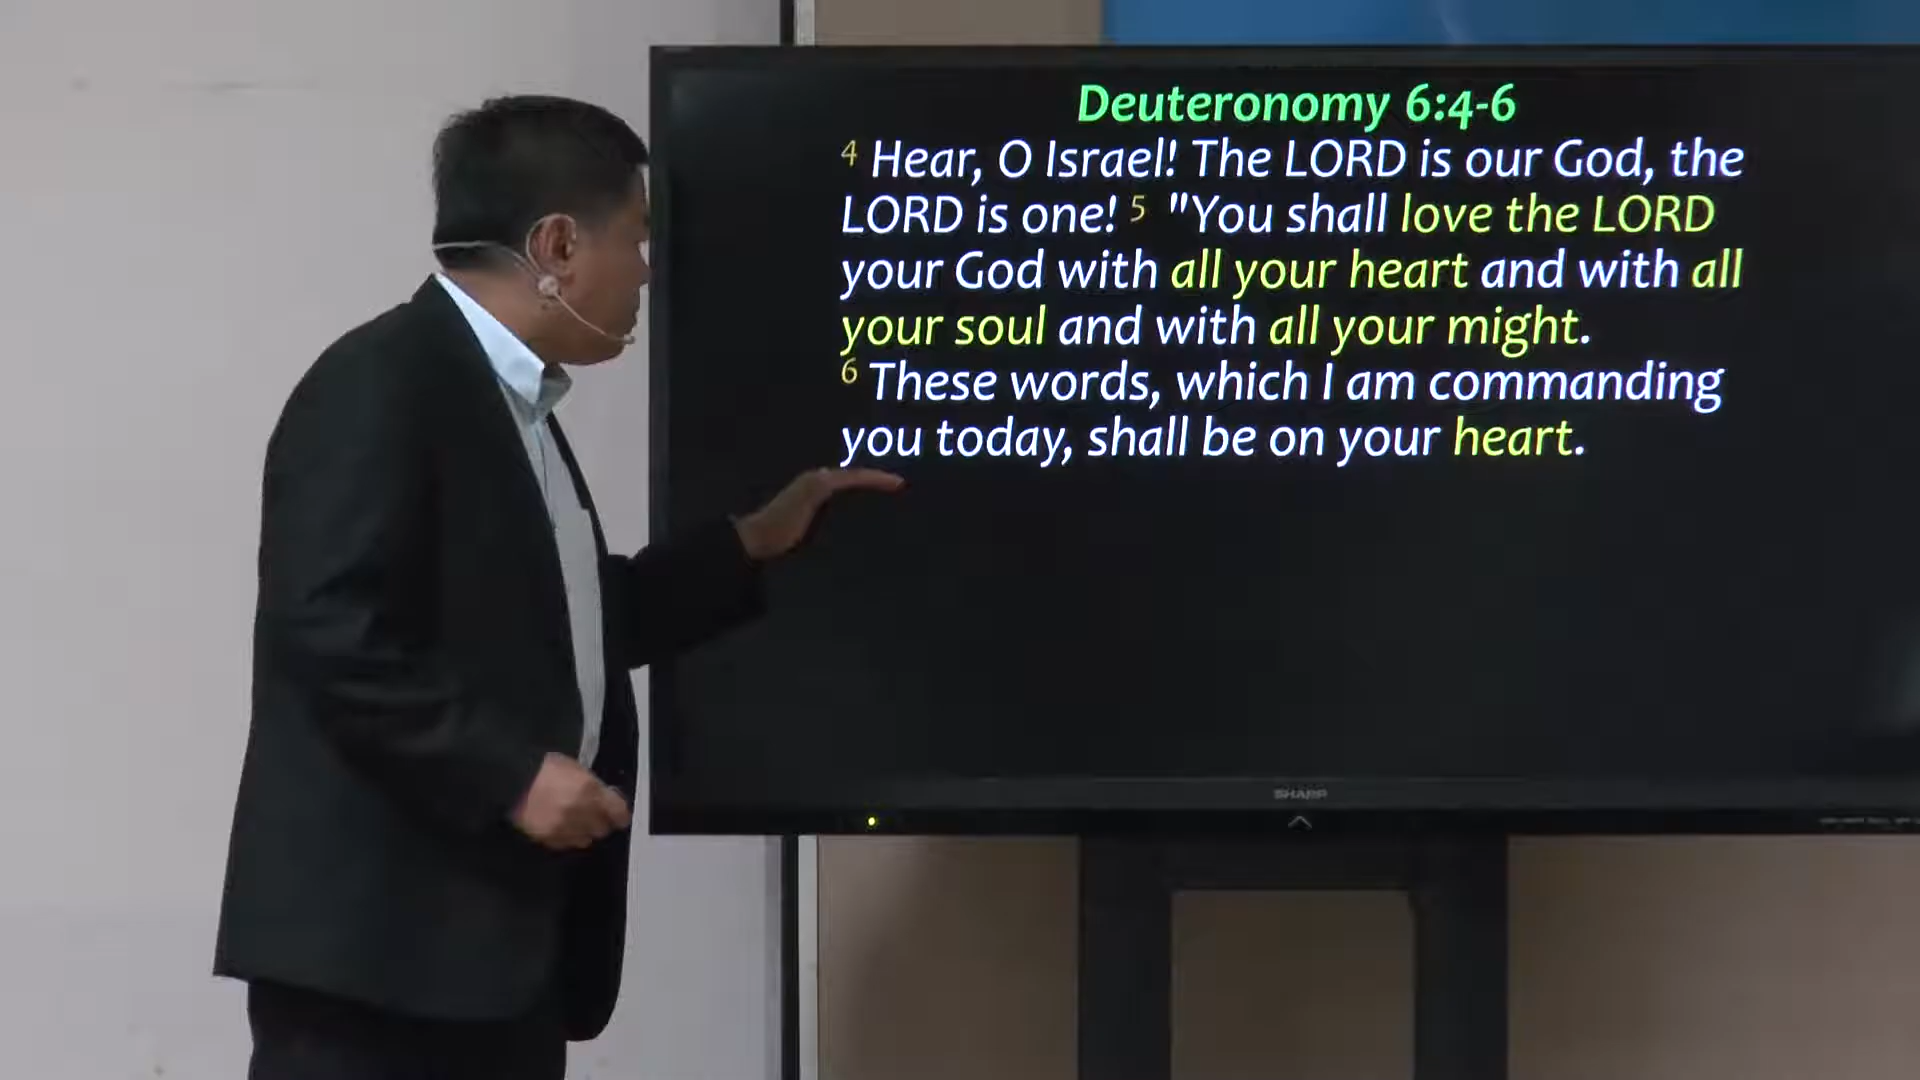 Deuteronomy 6:4-6
4 Hear, O Israel! The LORD is our God, the
LORD is one! 5 "You shall love the LORD
your God with all your heart and with all
your soul and with all your might.
6 These words, which I am commanding
you today, shall be on your heart.
SHARP